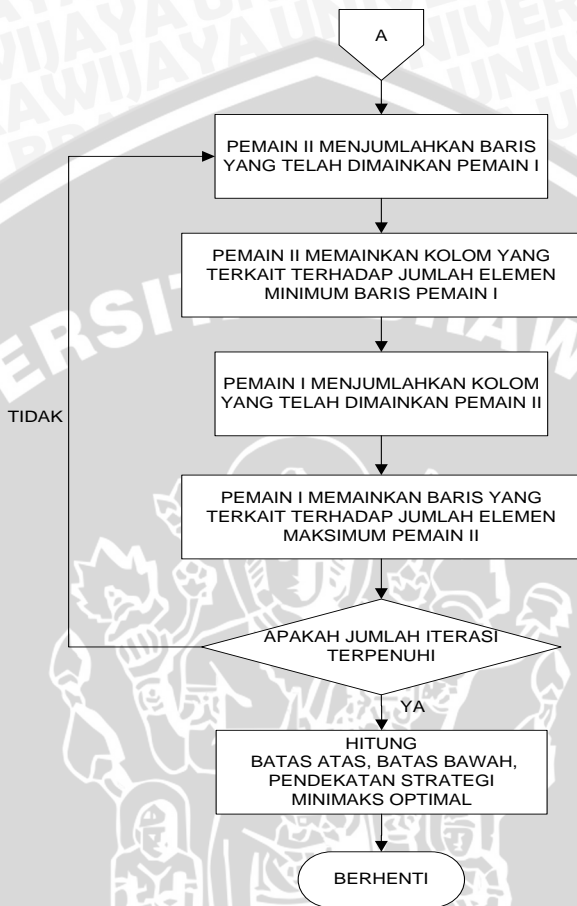 A
PEMAIN II MENJUMLAHKAN BARIS
YANG TELAH DIMAINKAN PEMAIN I
PEMAIN II MEMAINKAN KOLOM YANG
TERKAIT TERHADAP JUMLAH ELEMEN
MINIMUM BARIS PEMAIN I
PEMAIN I MENJUMLAHKAN KOLOM
YANG TELAH DIMAINKAN PEMAIN II
TIDAK
PEMAIN I MEMAINKAN BARIS YANG
TERKAIT TERHADAP JUMLAH ELEMEN
MAKSIMUM PEMAIN II
APAKAH JUMLAH ITERASI
TERPENUHI
YA
HITUNG
BATAS ATAS, BATAS BAWAH,
PENDEKATAN STRATEGI
MINIMAKS OPTIMAL
BERHENTI